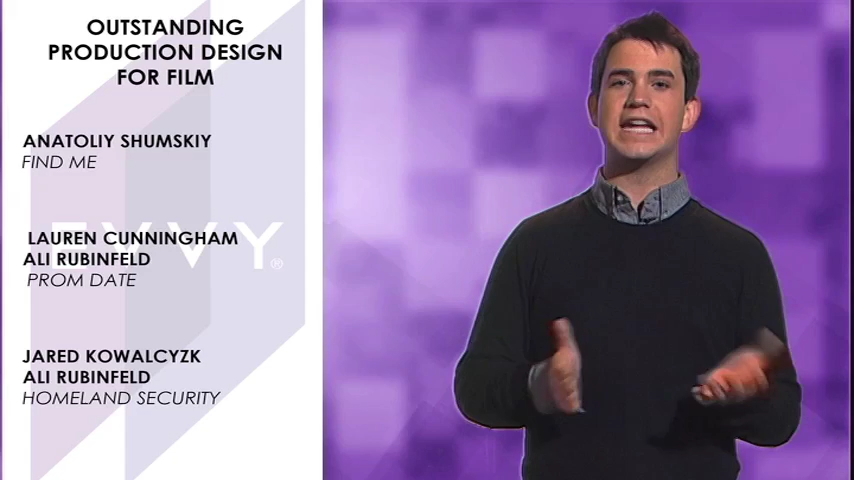 OUTSTANDING
PRODUCTION DESIGN
FOR FILM
ANATOLIY SHUMSKIY
FIND ME
EVVY®
LAUREN CUNNINGHAM
ALI RUBINFELD
PROM DATE
JARED KOWALCYZK
ALI RUBINFELD
HOMELAND SECURITY